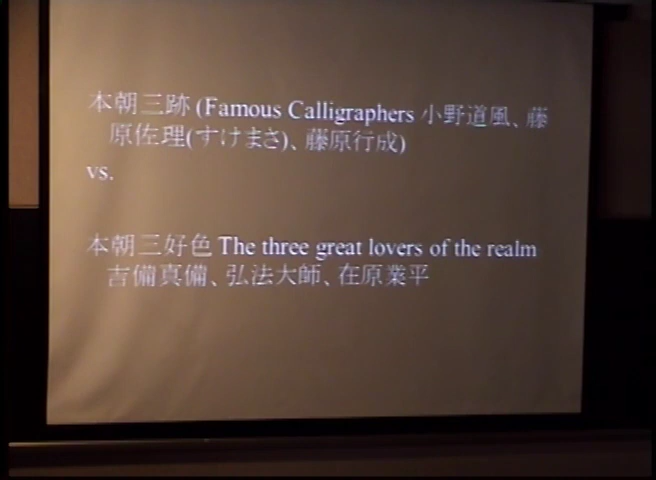 本朝三跡 (Famous Calligraphers 小野道風、藤
原佐理(すけまさ)、藤原行成)
vs.
本朝三好色 The three great lovers of the realm
吉備真備、弘法大師、在原業平